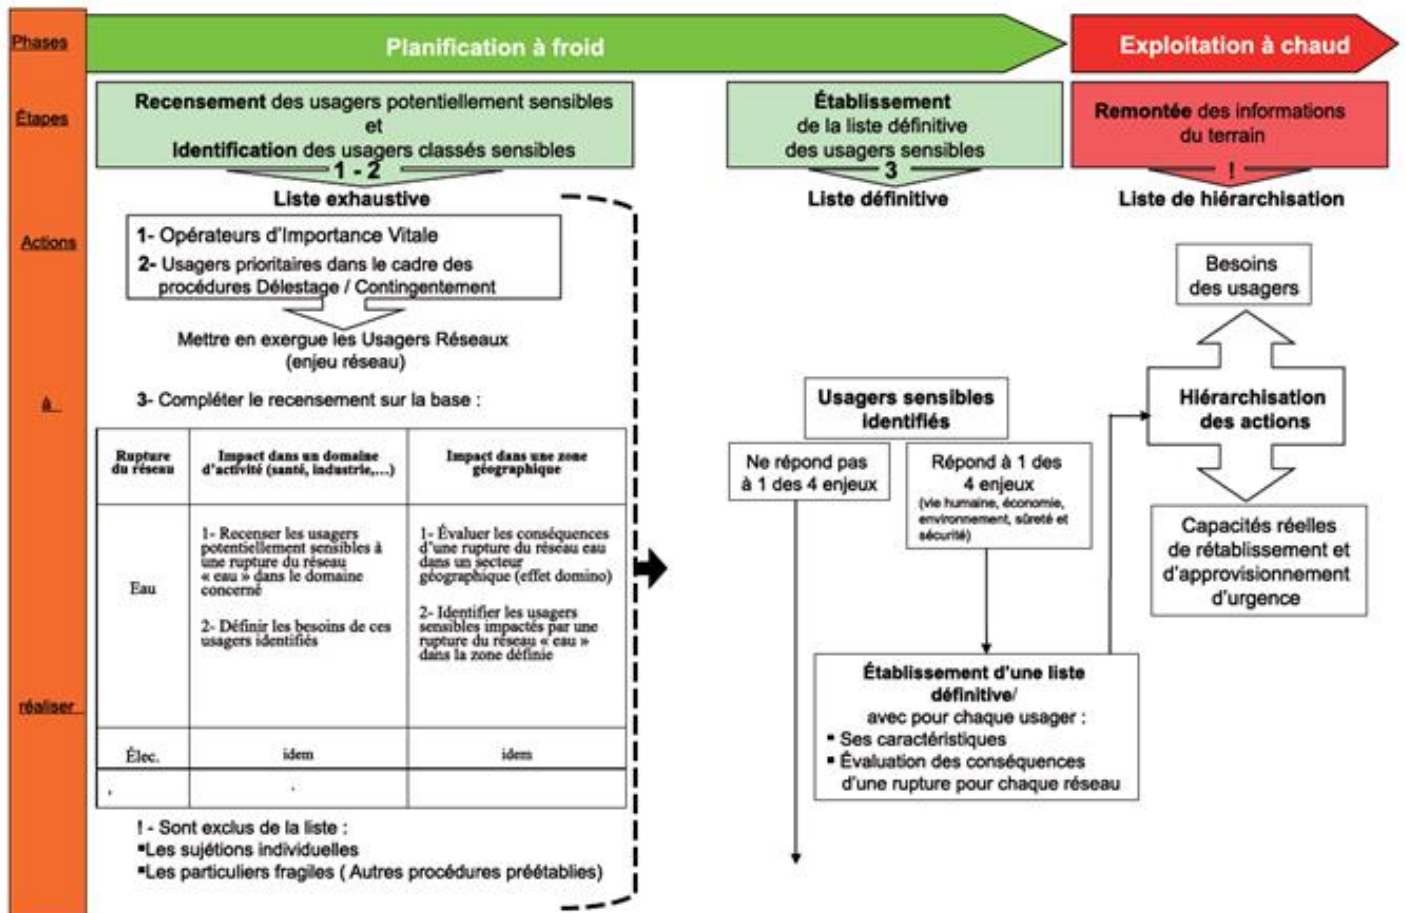 Phases
Planification à froid
Exploitation à chaud
Étapes
Recensement des usagers potentiellement sensibles
et
Identification des usagers classés sensibles
1 - 2
Établissement
de la liste définitive
des usagers sensibles
3
Remontée des informations
du terrain
!
Liste exhaustive
Liste définitive
Liste de hiérarchisation
Actions
à
réaliser
1- Opérateurs d'Importance Vitale
2- Usagers prioritaires dans le cadre des
procédures Délestage / Contingentement
Mettre en exergue les Usagers Réseaux
(enjeu réseau)
3- Compléter le recensement sur la base :
Rupture
du réseau
Impact dans un domaine
d'activité (santé, industrie,…)
Impact dans une zone
géographique
Eau
1- Recenser les usagers
potentiellement sensibles à
une rupture du réseau
« eau » dans le domaine
concerné
2- Définir les besoins de ces
usagers identifiés
1- Évaluer les conséquences
d'une rupture du réseau eau
dans un secteur
géographique (effet domino)
2- Identifier les usagers
sensibles impactés par une
rupture du réseau « eau »
dans la zone définie
Élec.
idem
idem
! - Sont exclus de la liste :
▪Les sujétions individuelles
▪Les particuliers fragiles ( Autres procédures préétablies)
Usagers sensibles
identifiés
Ne répond pas
à 1 des 4 enjeux
Répond à 1 des
4 enjeux
(vie humaine, économie,
environnement, sûreté et
sécurité)
Établissement d'une liste
définitive/
avec pour chaque usager :
▪ Ses caractéristiques
▪ Évaluation des conséquences
d'une rupture pour chaque réseau
Besoins
des usagers
Hiérarchisation
des actions
Capacités réelles
de rétablissement et
d'approvisionnement
d'urgence